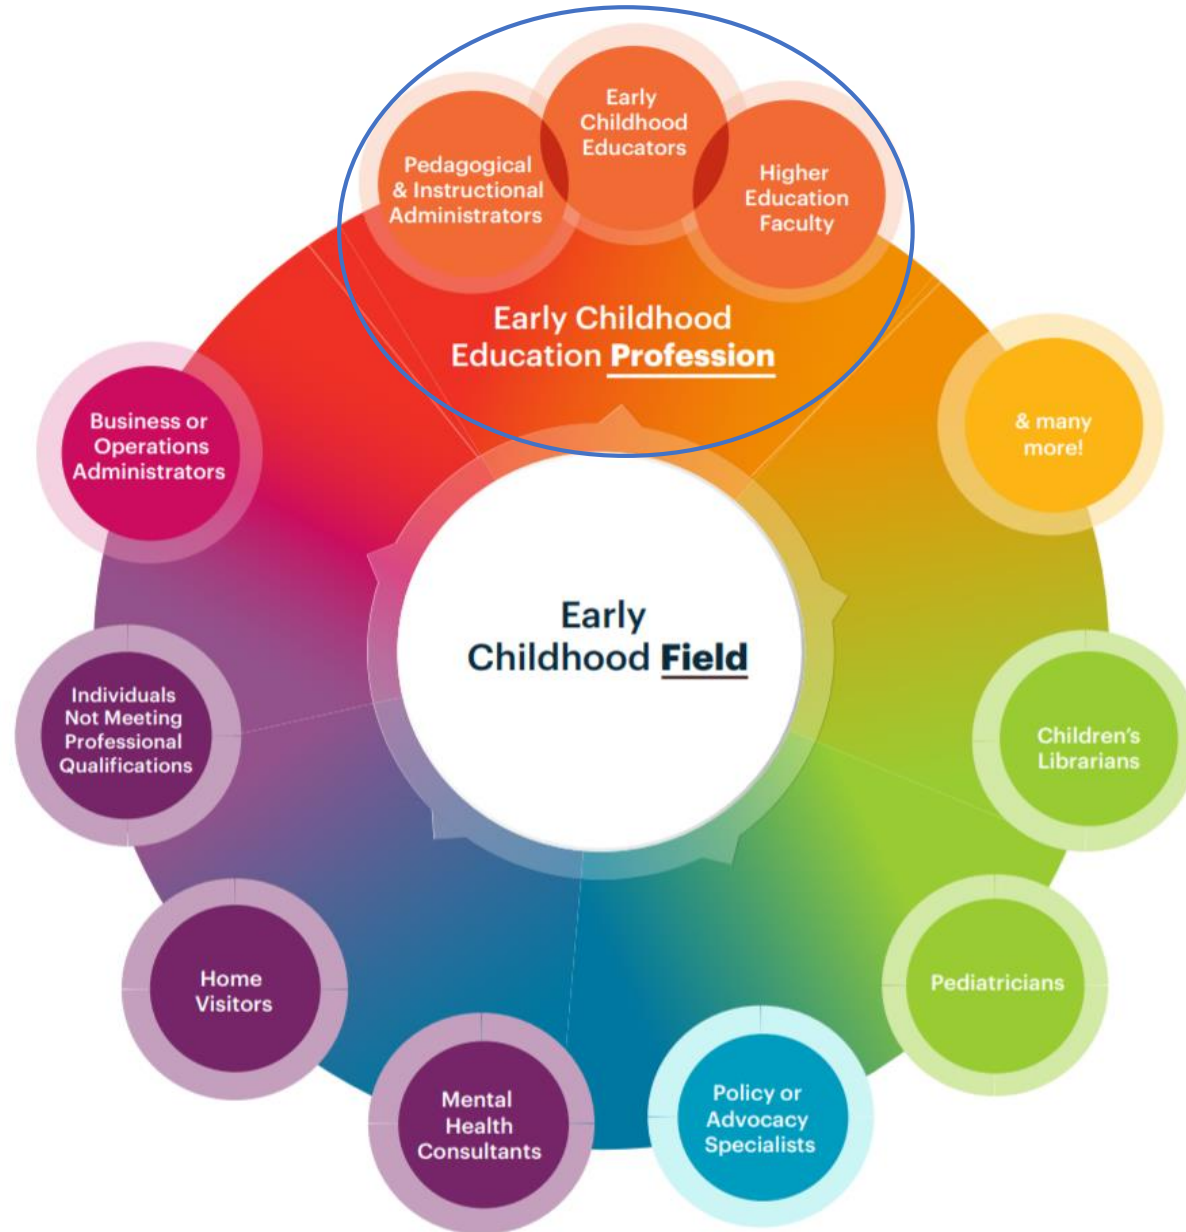 Early
Childhood
Educators
Pedagogical
& Instructional
Administrators
Higher
Education
Faculty
Early Childhood
Education Profession
Business or
Operations
Administrators
& many
more!
Early
Childhood Field
Individuals
Not Meeting
Professional
Qualifications
Children’s
Librarians
Home
Visitors
Pediatricians
Mental
Health
Consultants
Policy or
Advocacy
Specialists